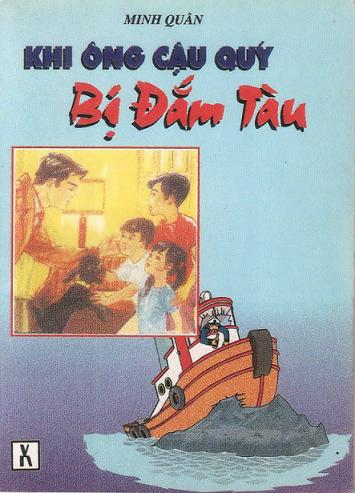 MINH QUÂN
KHI ÔNG CẬU QUÝ
Bị Đắm Tàu
K